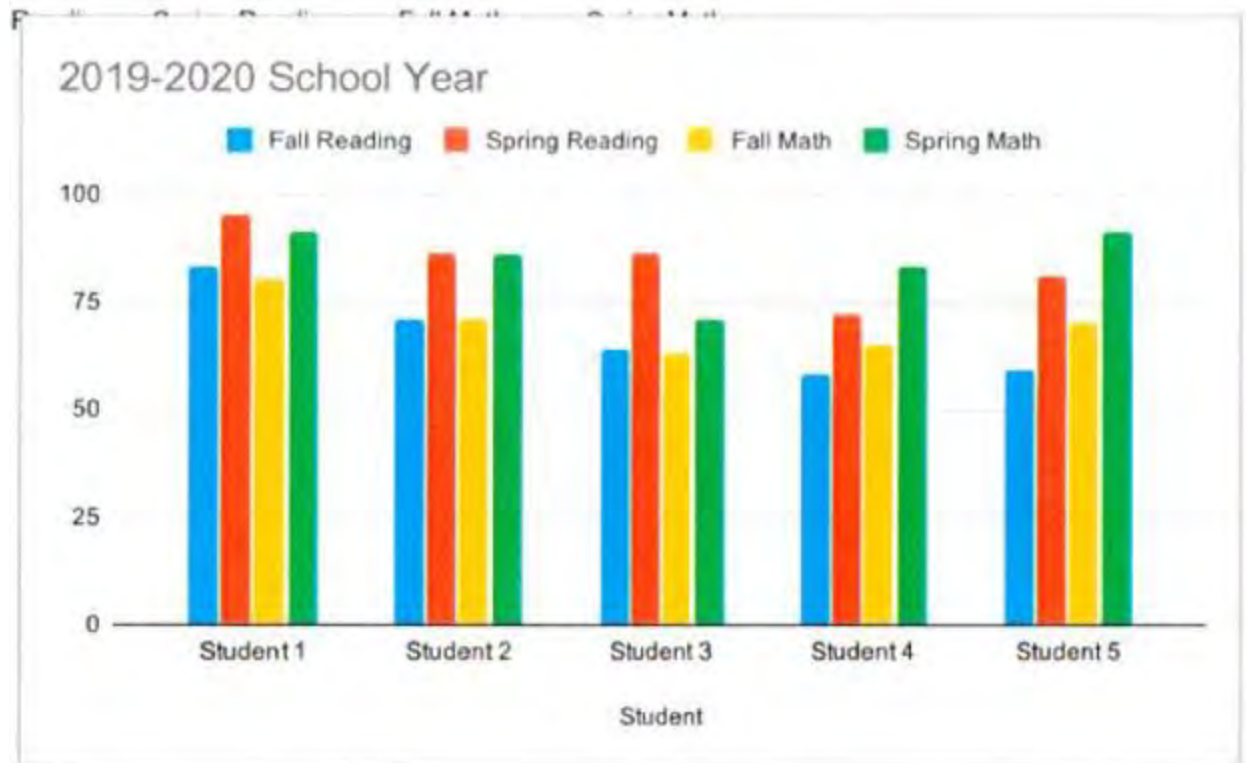 2019-2020 School Year
Fall Reading Spring Reading Fall Math Spring Math
100
75
50
25
0
Student 1 Student 2 Student 3 Student 4 Student 5
Student